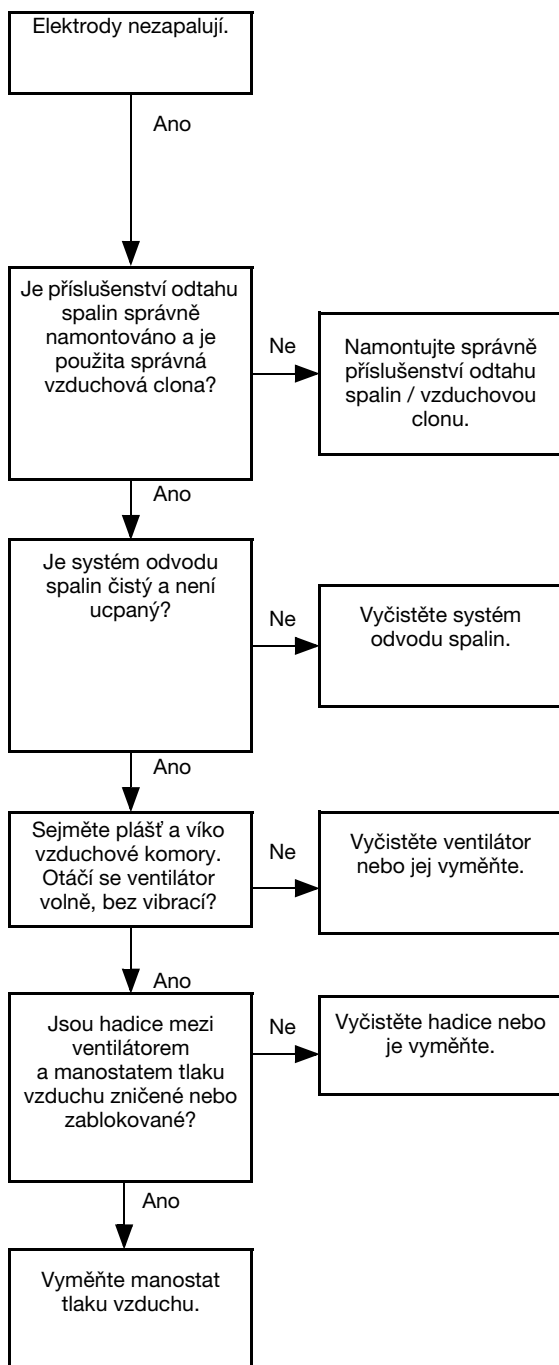 Elektrody nezapalují.
Ano
Je příslušenství odtahu
spalin správně
namontováno a je
použita správná
vzduchová clona?
Ne
Namontujte správně
příslušenství odtahu
spalin / vzduchovou
clonu.
Ano
Je systém odvodu
spalin čistý a není
ucpaný?
Ne
Vyčistěte systém
odvodu spalin.
Ano
Sejměte plášť a víko
vzduchové komory.
Otáčí se ventilátor
volně, bez vibrací?
Ne
Vyčistěte ventilátor
nebo jej vyměňte.
Ano
Jsou hadice mezi
ventilátorem
a manostatem tlaku
vzduchu zničené nebo
zablokované?
Ne
Vyčistěte hadice nebo
je vyměňte.
Ano
Vyměňte manostat
tlaku vzduchu.